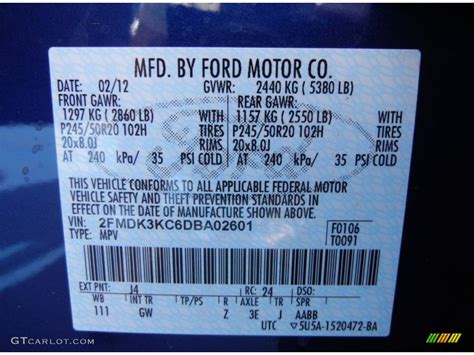 MFD. BY FORD MOTOR CO.
DATE: 02/12 GVWR: 2440 KG ( 5380 LB)
FRONT GAWR: REAR GAWR:
1297 KG ( 2860 LB) WITH 1157 KG ( 2550 LB) WITH
P245/50R20 102H TIRES P245/50R20 102H TIRES
20x8.0J RIMS 20x8.0J RIMS
AT 240 kPa/ 35 PSI COLD AT 240 kPa/ 35 PSI COLD
THIS VEHICLE CONFORMS TO ALL APPLICABLE FEDERAL MOTOR
VEHICLE SAFETY AND BUMPER AND THEFT PREVENTION STANDARDS
IN EFFECT ON THE DATE OF MANUFACTURE SHOWN ABOVE.
VIN: 2FMDK3KC6DBA02601 F0106
TYPE: MPV T0091
EXT PNT: J4 RC: 24 DSO:
WB INT TR TP/PS R AXLE TR SPR
111 GW Z 3E J AABB
UTC ▽5U5A-1520472-BA
GTCARLOT.COM